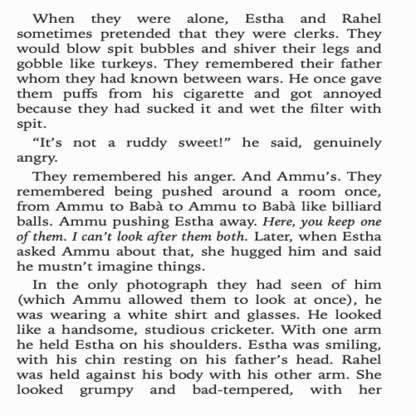 When they were alone, Estha and Rahel
sometimes pretended that they were clerks. They
would blow spit bubbles and shiver their legs and
gobble like turkeys. They remembered their father
whom they had known between wars. He once gave
them puffs from his cigarette and got annoyed
because they had sucked it and wet the filter with
spit.
“It’s not a ruddy sweet!” he said, genuinely
angry.
They remembered his anger. And Ammu’s. They
remembered being pushed around a room once,
from Ammu to Babà to Ammu to Babà like billiard
balls. Ammu pushing Estha away. Here, you keep one
of them. I can’t look after them both. Later, when Estha
asked Ammu about that, she hugged him and said
he mustn’t imagine things.
In the only photograph they had seen of him
(which Ammu allowed them to look at once), he
was wearing a white shirt and glasses. He looked
like a handsome, studious cricketer. With one arm
he held Estha on his shoulders. Estha was smiling,
with his chin resting on his father’s head. Rahel
was held against his body with his other arm. She
looked grumpy and bad-tempered, with her